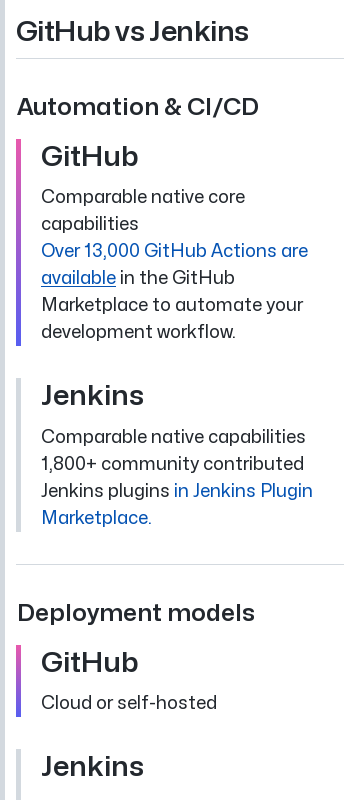 GitHub vs Jenkins
Automation & CI/CD
GitHub
Comparable native core
capabilities
Over 13,000 GitHub Actions are
available in the GitHub
Marketplace to automate your
development workflow.
Jenkins
Comparable native capabilities
1,800+ community contributed
Jenkins plugins in Jenkins Plugin
Marketplace.
Deployment models
GitHub
Cloud or self-hosted
Jenkins